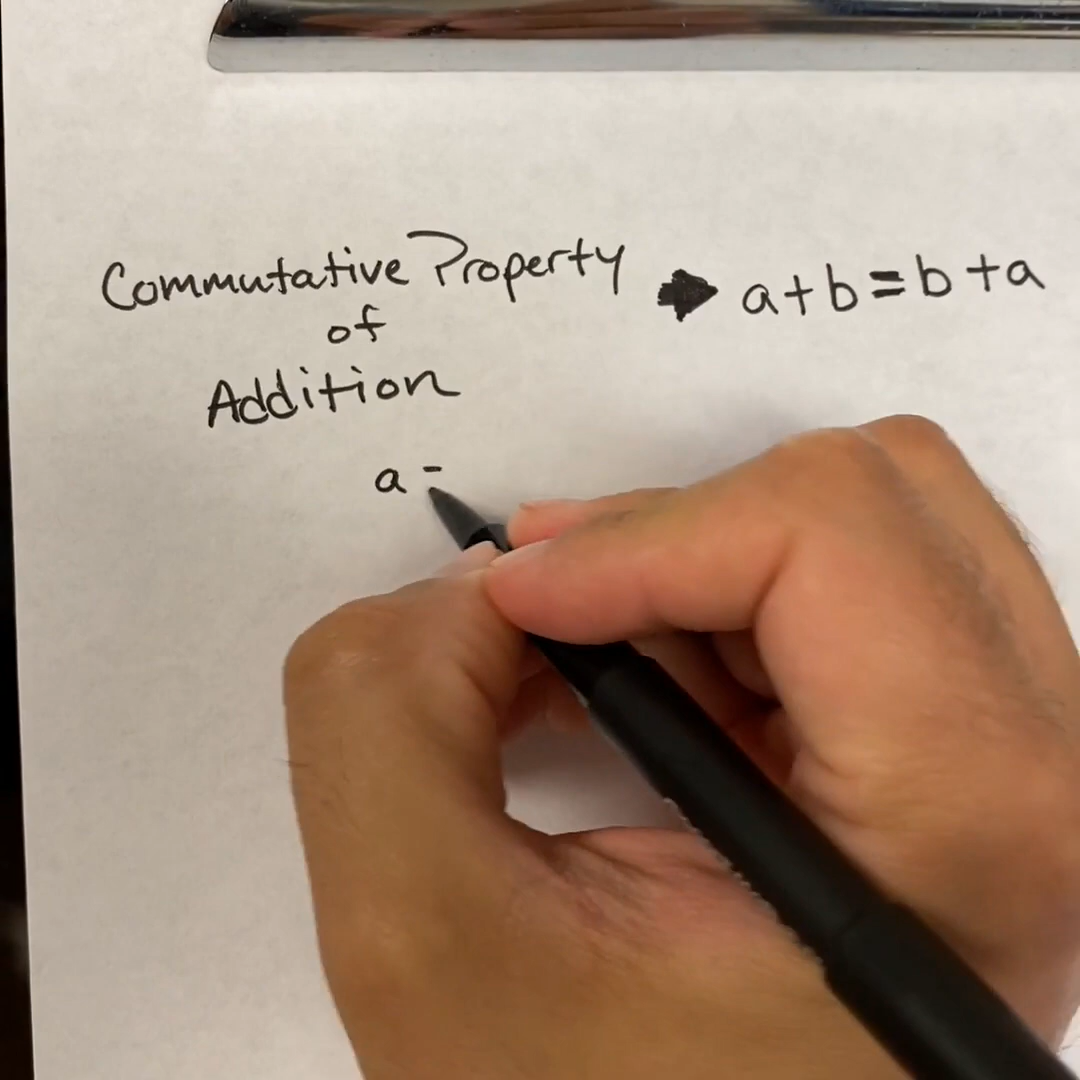 Commutative Property ➡ a+b=b+a
of
Addition
a -